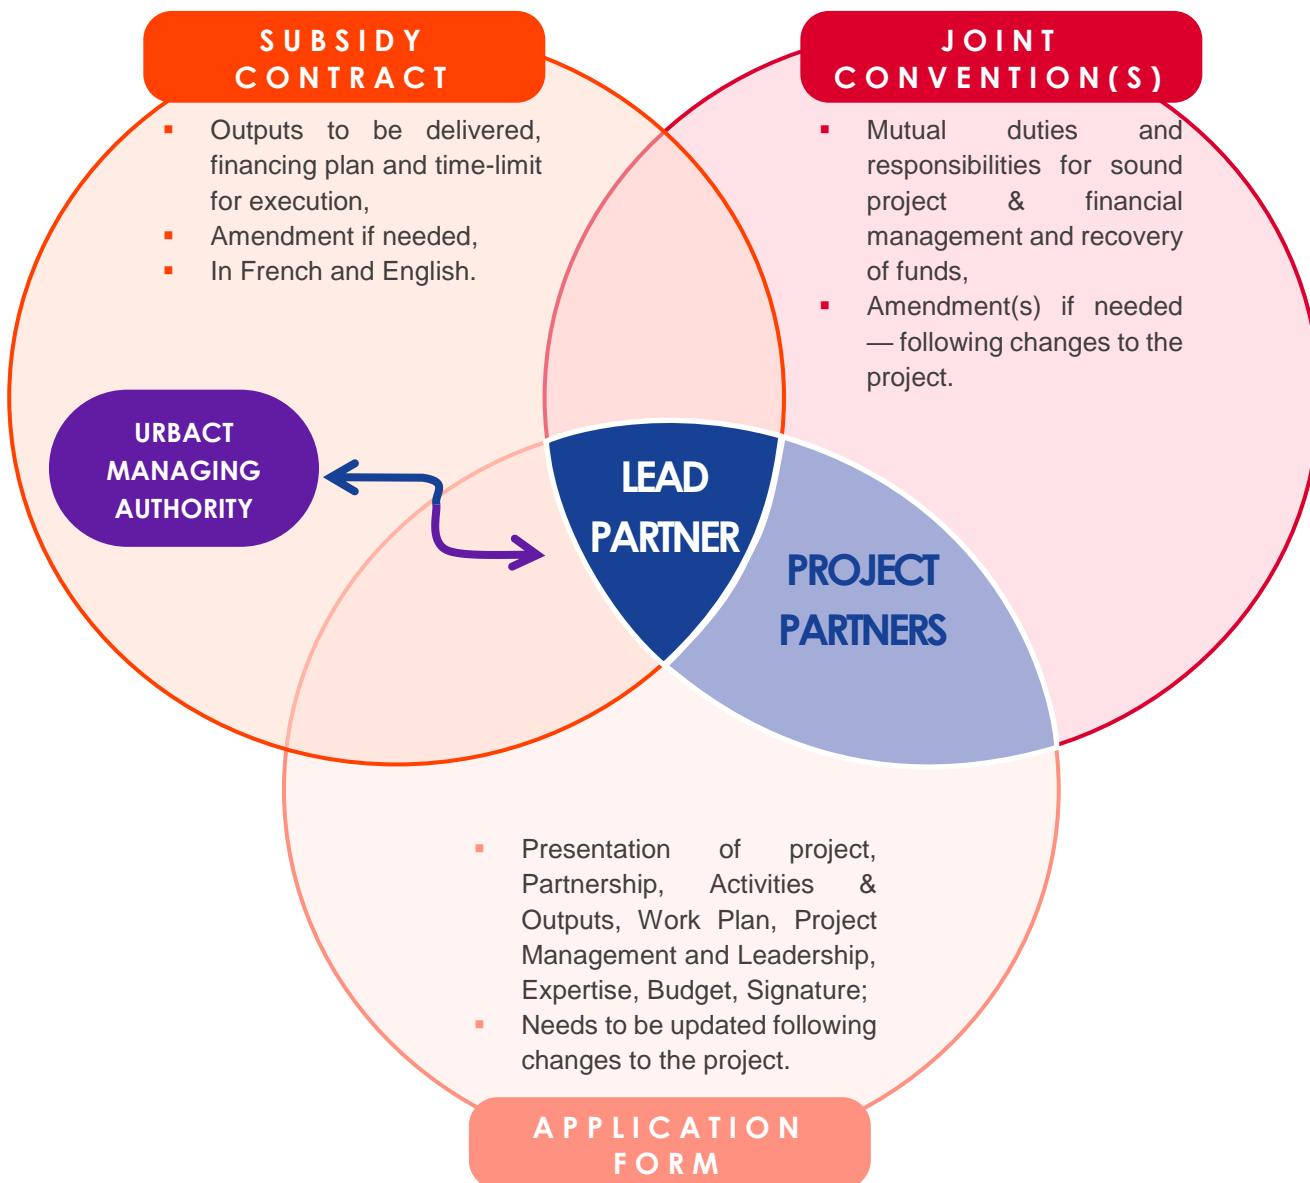 SUBSIDY
CONTRACT
▪ Outputs to be delivered,
financing plan and time-limit
for execution,
▪ Amendment if needed,
▪ In French and English.
JOINT
CONVENTION(S)
▪ Mutual duties and
responsibilities for sound
project & financial
management and recovery
of funds,
▪ Amendment(s) if needed
— following changes to the
project.
URBACT
MANAGING
AUTHORITY
LEAD
PARTNER
PROJECT
PARTNERS
▪ Presentation of project,
Partnership, Activities &
Outputs, Work Plan, Project
Management and Leadership,
Expertise, Budget, Signature;
▪ Needs to be updated following
changes to the project.
APPLICATION
FORM